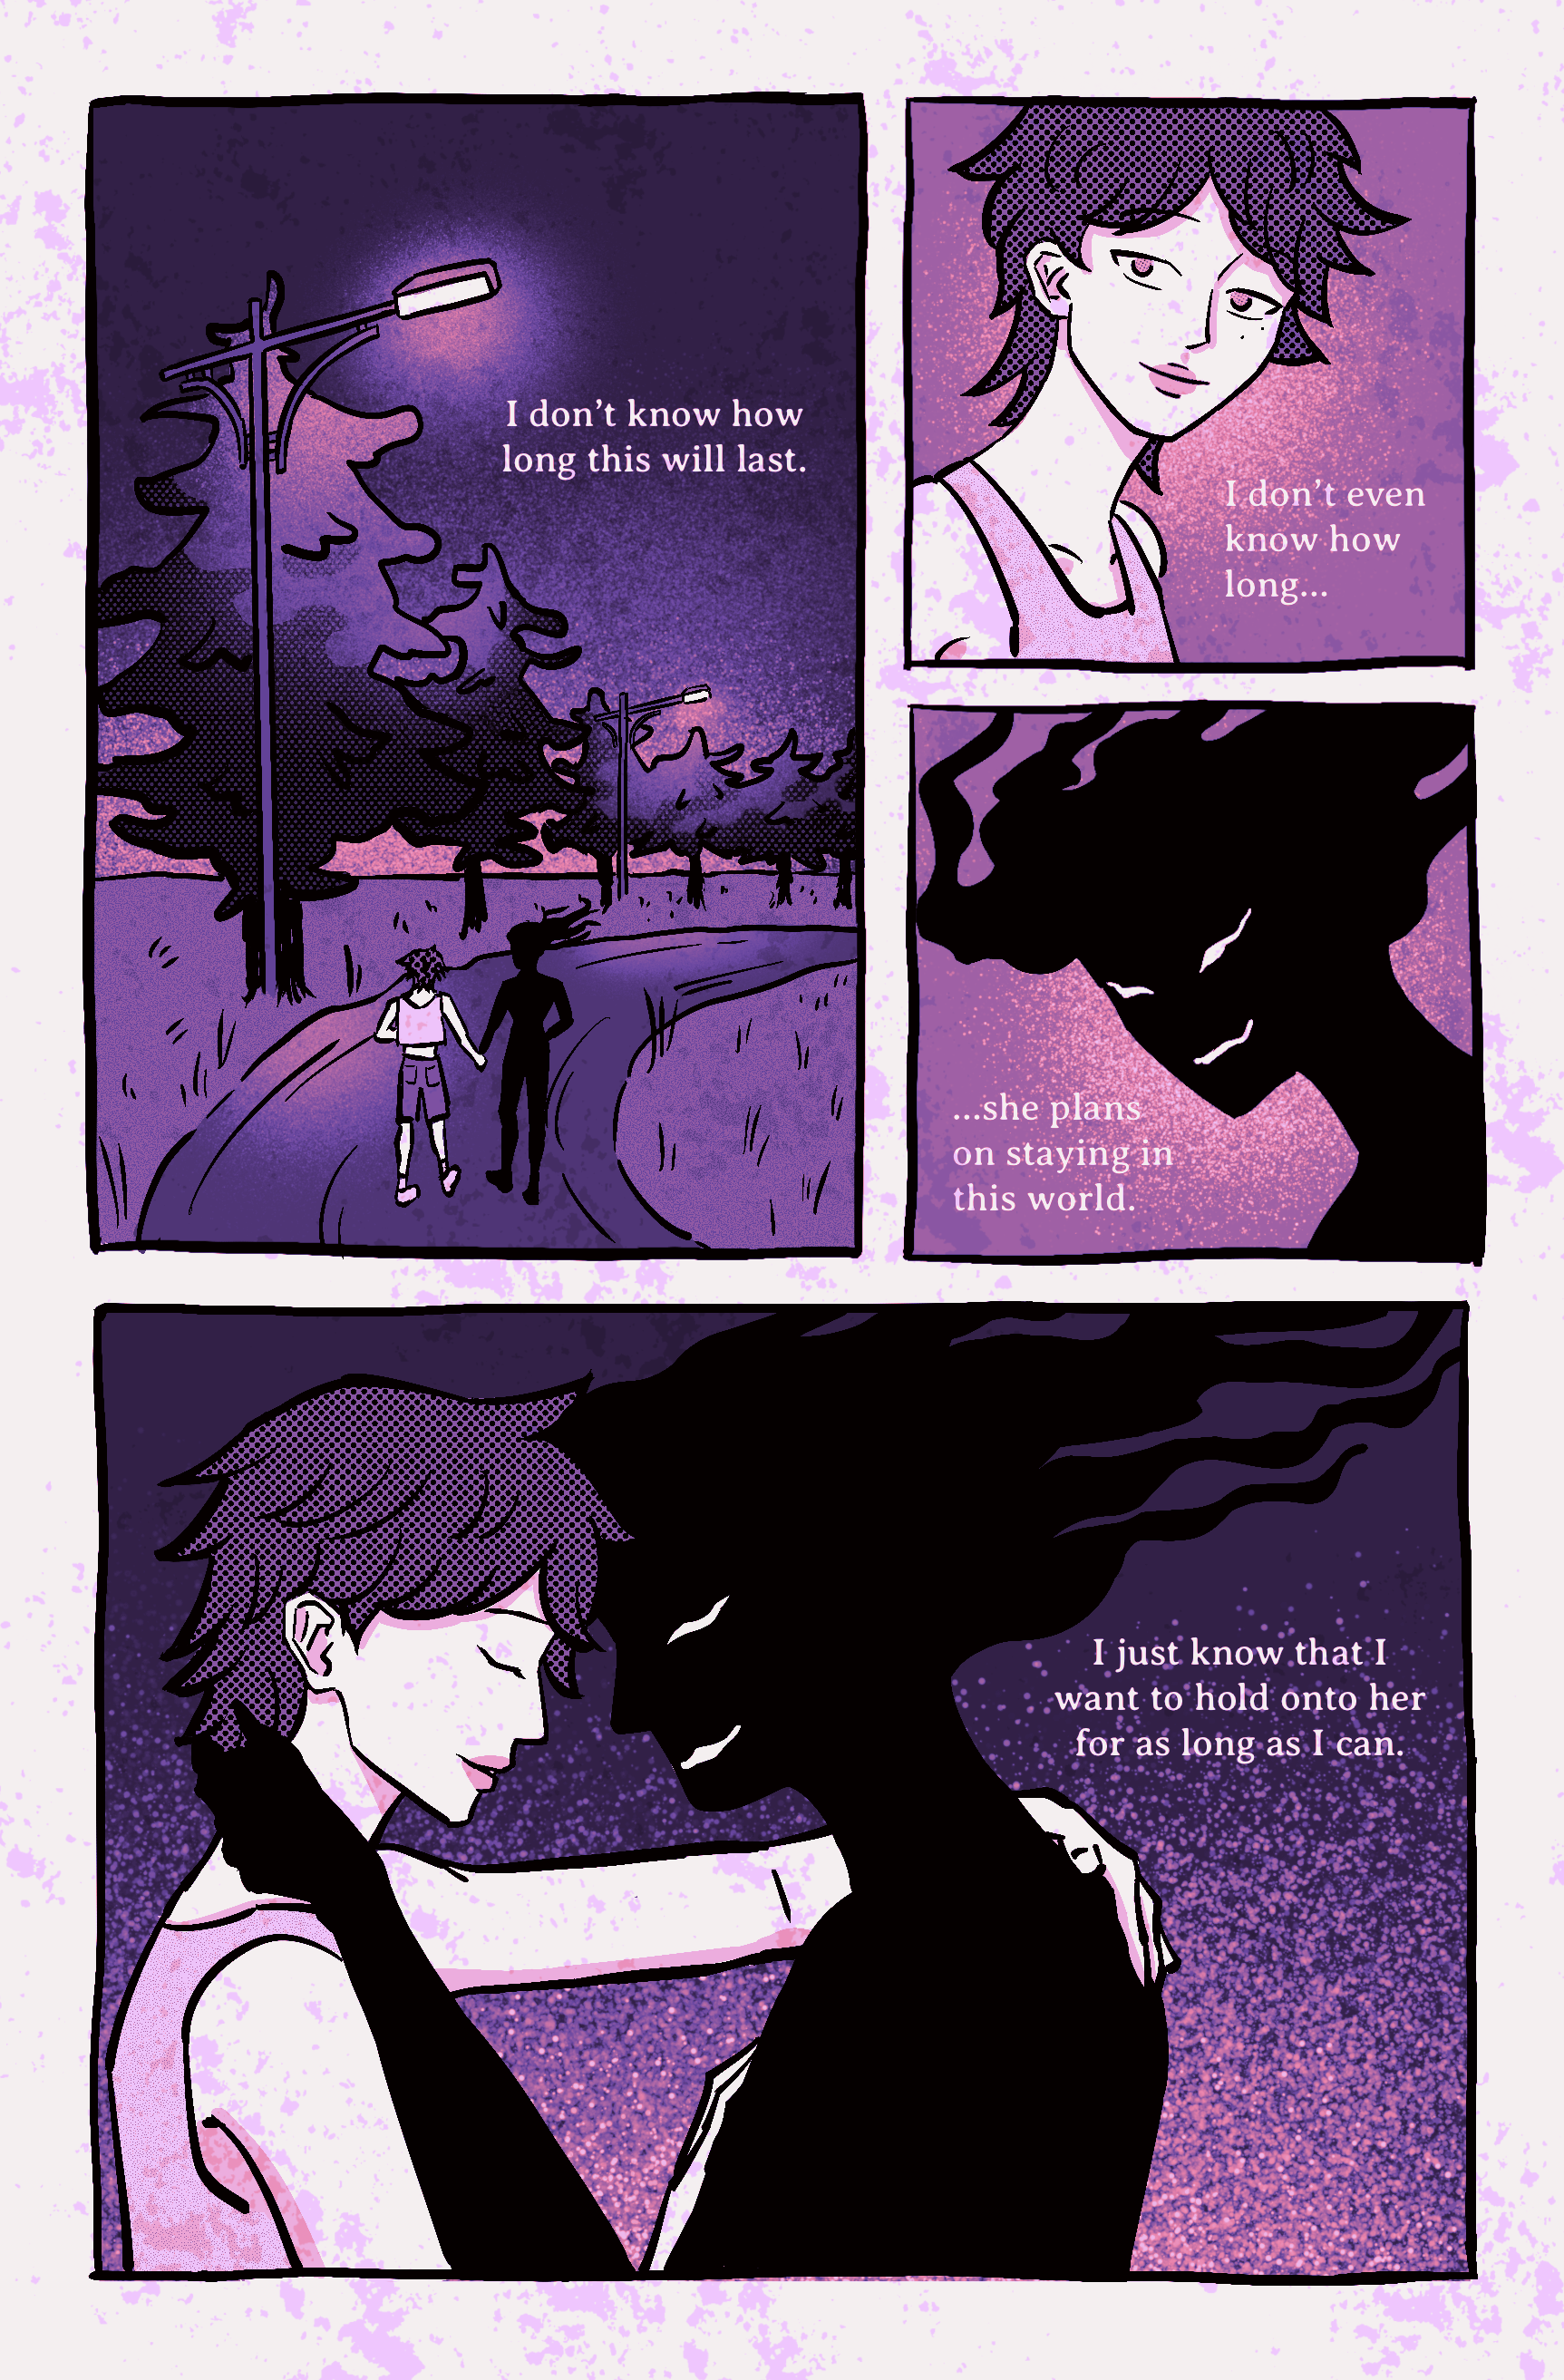 I don’t know how
long this will last.
I don’t even
know how
long...
...she plans
on staying in
this world.
I just know that I
want to hold onto her
for as long as I can.